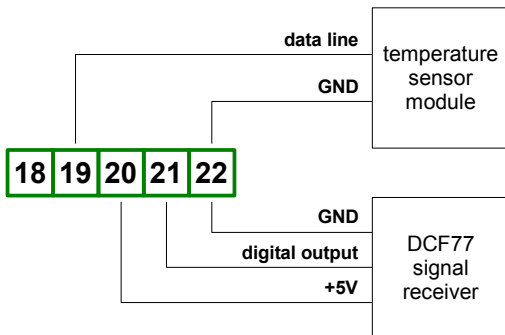 data line
temperature
sensor
module
GND
18 19 20 21 22
GND
digital output
+5V
DCF77
signal
receiver